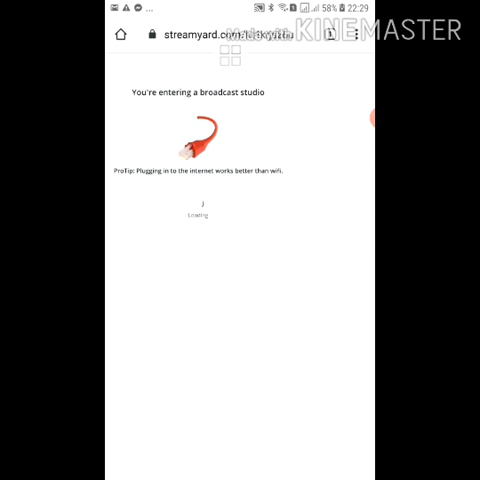 58% 22:29
streamyard.com/
KINEMASTER
You're entering a broadcast studio
ProTip: Plugging in to the internet works better than wifi.
Loading